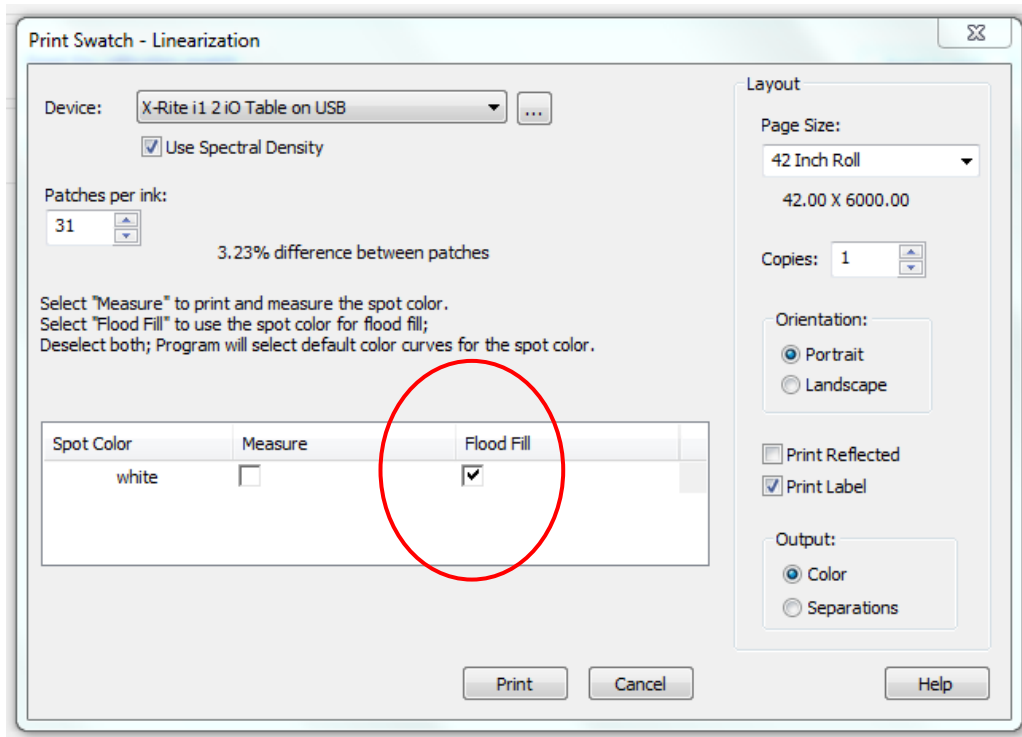 Print Swatch - Linearization
Device:
X-Rite i1 2 iO Table on USB
...
Use Spectral Density
Patches per ink:
31
3.23% difference between patches
Select "Measure" to print and measure the spot color.
Select "Flood Fill" to use the spot color for flood fill;
Deselect both; Program will select default color curves for the spot color.
Spot Color Measure Flood Fill
white
Layout
Page Size:
42 Inch Roll
42.00 X 6000.00
Copies: 1
Orientation:
Portrait
Landscape
Print Reflected
Print Label
Output:
Color
Separations
Print Cancel Help